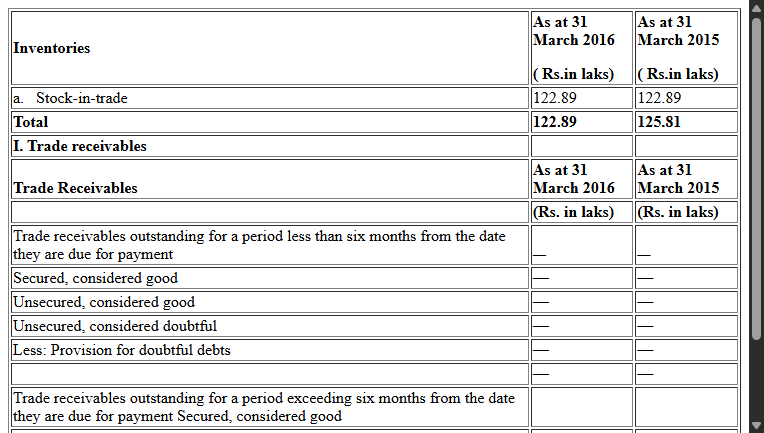 Inventories
As at 31 March 2016 ( Rs.in laks)
As at 31 March 2015 ( Rs.in laks)
a. Stock-in-trade 122.89 122.89
Total 122.89 125.81
I. Trade receivables
Trade Receivables
As at 31 March 2016
As at 31 March 2015
(Rs. in laks) (Rs. in laks)
Trade receivables outstanding for a period less than six months from the date
they are due for payment — —
Secured, considered good — —
Unsecured, considered good — —
Unsecured, considered doubtful — —
Less: Provision for doubtful debts — —
— —
Trade receivables outstanding for a period exceeding six months from the date
they are due for payment Secured, considered good